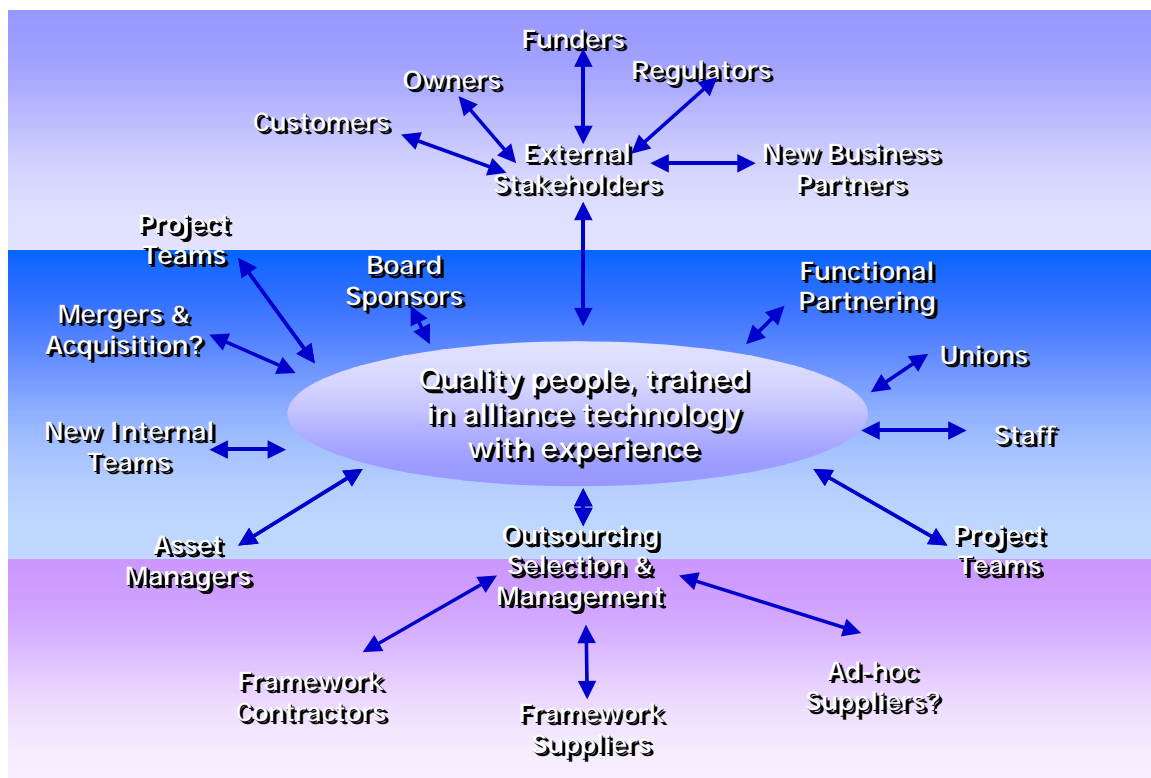 Funders
Regulators
Owners
Customers
External
Stakeholders
New Business
Partners
Project
Teams
Board
Sponsors
Functional
Partnering
Mergers &
Acquisition?
Unions
Quality people, trained
in alliance technology
with experience
New Internal
Teams
Staff
Asset
Managers
Outsourcing
Selection &
Management
Project
Teams
Framework
Contractors
Framework
Suppliers
Ad-hoc
Suppliers?